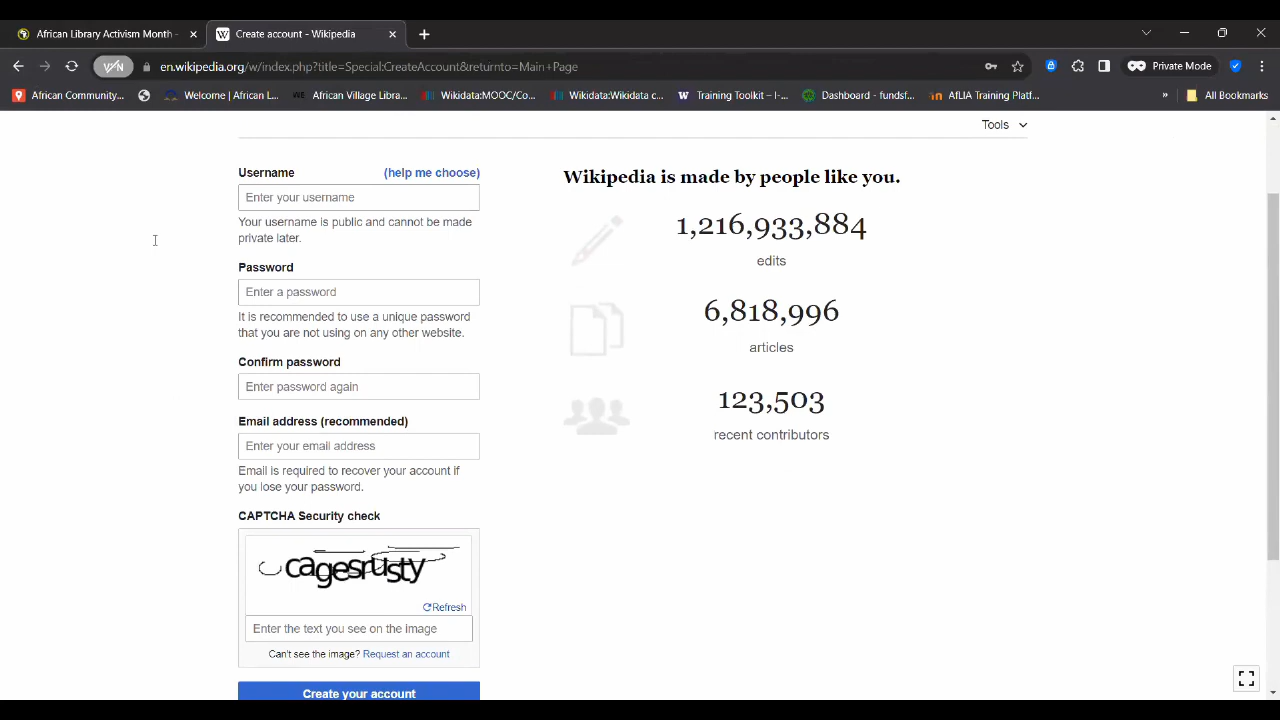 African Library Activism Month -
Create account - Wikipedia
en.wikipedia.org/w/index.php?title=Special:CreateAccount&returnto=Main+Page
Private Mode
African Community...
Welcome | African L...
African Village Libra...
Wikidata:MOOC/Co...
Wikidata:Wikidata c...
Training Toolkit – I-...
Dashboard - fundsf...
AfLIA Training Platf...
»
All Bookmarks
Tools
Username (help me choose)
Enter your username
Your username is public and cannot be made
private later.
Password
Enter a password
It is recommended to use a unique password
that you are not using on any other website.
Confirm password
Enter password again
Email address (recommended)
Enter your email address
Email is required to recover your account if
you lose your password.
CAPTCHA Security check
cagesrusty
Refresh
Enter the text you see on the image
Can't see the image? Request an account
Create your account
Wikipedia is made by people like you.
1,216,933,884
edits
6,818,996
articles
123,503
recent contributors